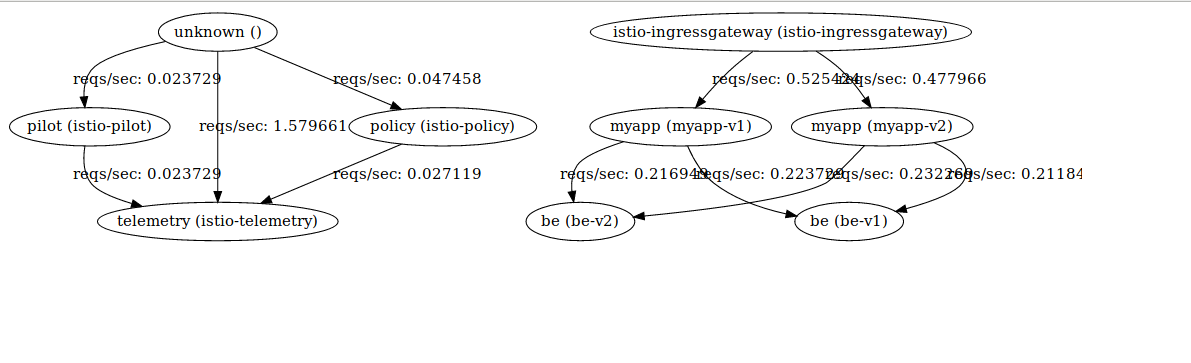 unknown ()
istio-ingressgateway (istio-ingressgateway)
reqs/sec: 0.023729
reqs/sec: 0.047458
reqs/sec: 0.525424
reqs/sec: 0.477966
pilot (istio-pilot)
reqs/sec: 1.579661
policy (istio-policy)
myapp (myapp-v1)
myapp (myapp-v2)
reqs/sec: 0.023729
reqs/sec: 0.027119
reqs/sec: 0.216949
reqs/sec: 0.223729
reqs/sec:
reqs/sec: 0.21184
telemetry (istio-telemetry)
be (be-v2)
be (be-v1)